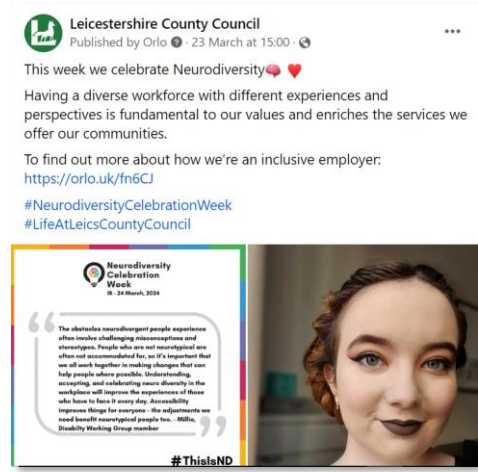 Leicestershire County Council
Published by Orlo · 23 March at 15:00 ·
This week we celebrate Neurodiversity🧠 ❤️
Having a diverse workforce with different experiences and
perspectives is fundamental to our values and enriches the services we
offer our communities.
To find out more about how we're an inclusive employer:
https://orlo.uk/fn6CJ
#NeurodiversityCelebrationWeek
#LifeAtLeicsCountyCouncil
Neurodiversity
Celebration
Week
18 - 24 March, 2024
The obstacles neurodivergent people experience
often involve challenging misconceptions and
stereotypes. People who are not neurotypical are
often not accommodated for, so it's important that
we all work together in making changes that can
help people where possible. Understanding,
accepting, and celebrating neuro diversity in the
workplace will improve the experiences of those
who have to face it every day. Accessibility
improves things for everyone - the adjustments we
need benefit neurotypical people too. - Millie,
Disabilty Working Group member
#ThisIsND